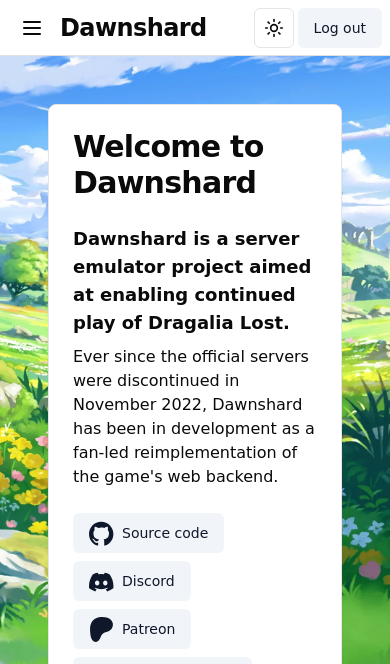 Dawnshard
Log out
Welcome to
Dawnshard
Dawnshard is a server
emulator project aimed
at enabling continued
play of Dragalia Lost.
Ever since the official servers
were discontinued in
November 2022, Dawnshard
has been in development as a
fan-led reimplementation of
the game's web backend.
Source code
Discord
Patreon